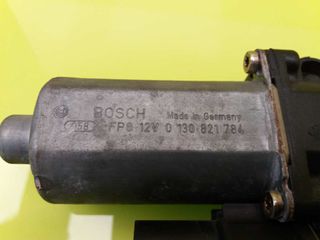 BOSCH Made in Germany
FPG 12V 0 130 821 784